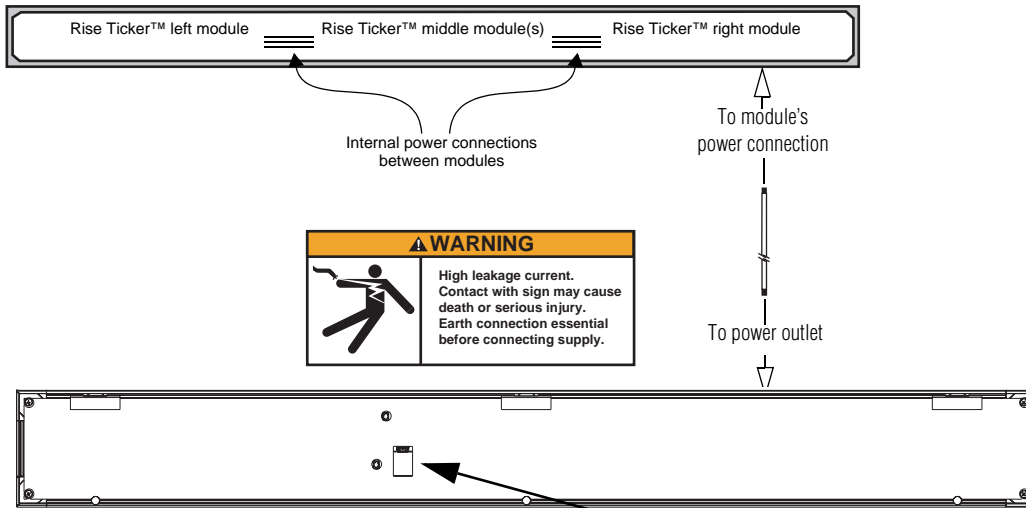 Rise Ticker™ left module
Rise Ticker™ middle module(s)
Rise Ticker™ right module
Internal power connections
between modules
To module's
power connection
WARNING
High leakage current.
Contact with sign may cause
death or serious injury.
Earth connection essential
before connecting supply.
To power outlet